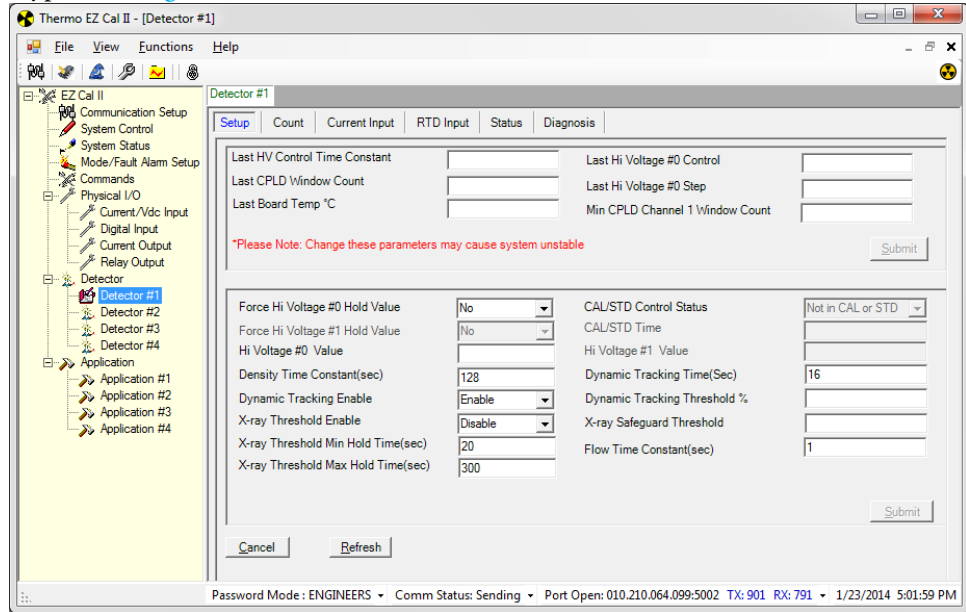 Thermo EZ Cal II - [Detector #1]
File View Functions Help
EZ Cal II
Communication Setup
System Control
System Status
Mode/Fault Alarm Setup
Commands
Physical I/O
Current/Vdc Input
Digital Input
Current Output
Relay Output
Detector
Detector #1
Detector #2
Detector #3
Detector #4
Application
Application #1
Application #2
Application #3
Application #4
Detector #1
Setup Count Current Input RTD Input Status Diagnosis
Last HV Control Time Constant
Last Hi Voltage #0 Control
Last CPLD Window Count
Last Hi Voltage #0 Step
Last Board Temp °C
Min CPLD Channel 1 Window Count
*Please Note: Change these parameters may cause system unstable
Submit
Force Hi Voltage #0 Hold Value No
CAL/STD Control Status Not in CAL or STD
Force Hi Voltage #1 Hold Value No
CAL/STD Time
Hi Voltage #0 Value
Hi Voltage #1 Value
Density Time Constant(sec) 128
Dynamic Tracking Time(Sec) 16
Dynamic Tracking Enable Enable
Dynamic Tracking Threshold %
X-ray Threshold Enable Disable
X-ray Safeguard Threshold
X-ray Threshold Min Hold Time(sec) 20
Flow Time Constant(sec) 1
X-ray Threshold Max Hold Time(sec) 300
Submit
Cancel Refresh
Password Mode : ENGINEERS Comm Status: Sending Port Open: 010.210.064.099:5002 TX: 901 RX: 791 1/23/2014 5:01:59 PM